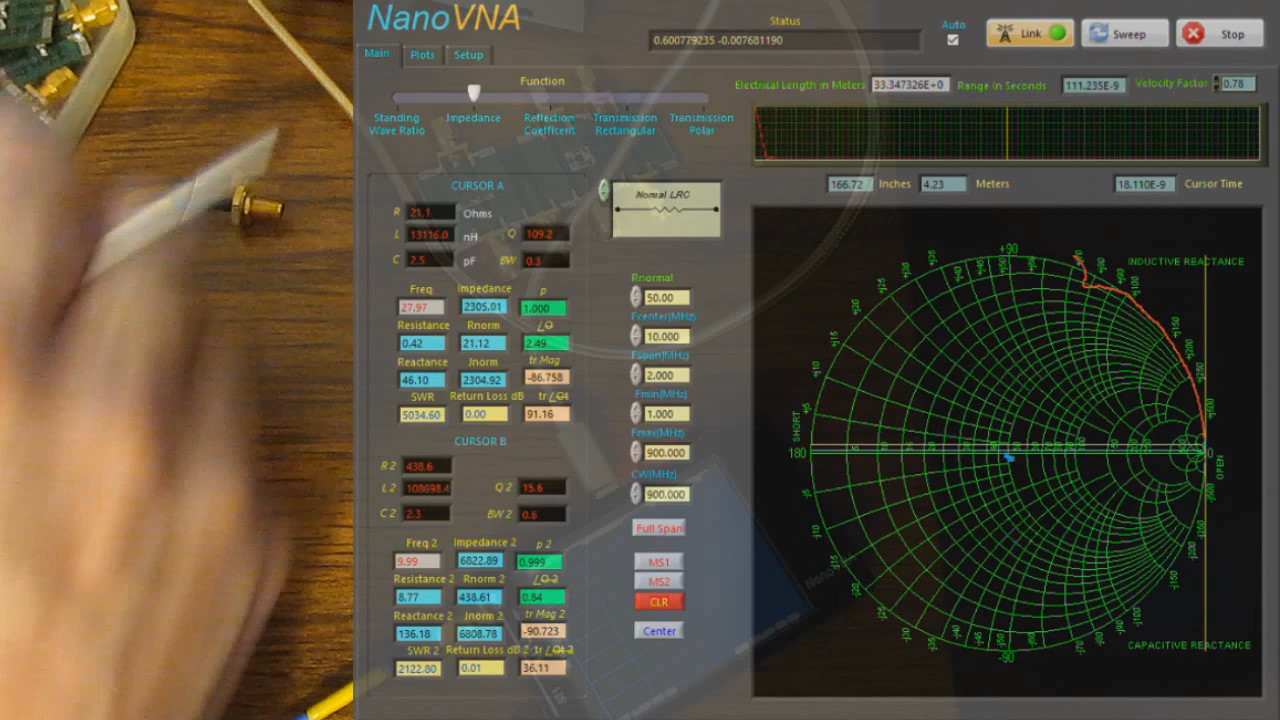 NanoVNA
Status
0.600779235 -0.007681190
Auto
Link
Sweep
Stop
Main Plots Setup
Function
Standing Wave Ratio
Impedance
Reflection Coefficent
Transmission Rectangular
Transmission Polar
Electrical Length in Meters 33.347326E+0 Range in Seconds 111.235E-9 Velocity Factor 0.78
166.72 Inches 4.23 Meters 18.110E-9 Cursor Time
CURSOR A
R 21.1 Ohms
L 13116.0 nH Q 109.2
C 2.5 pF BW 0.3
Freq Impedance p
27.97 2305.01 1.000
Resistance Rnorm /O
0.42 21.12 2.49
Reactance Jnorm tr Mag
46.10 2304.92 -86.758
SWR Return Loss dB tr /Ot
5034.60 0.00 91.16
CURSOR B
R 2 438.6
L 2 108698.4 Q 2 15.6
C 2 2.3 BW 2 0.6
Freq 2 Impedance 2 p 2
9.99 6822.89 0.999
Resistance 2 Rnorm 2 /O 2
8.77 438.61 0.84
Reactance 2 Jnorm 2 tr Mag 2
136.18 6808.78 -90.723
SWR 2 Return Loss dB 2 tr /Ot 2
2122.80 0.01 36.11
Normal LRC
Rnormal
50.00
Fcenter(MHz)
10.000
Fspan(MHz)
2.000
Fmin(MHz)
1.000
Fmax(MHz)
900.000
CW(MHz)
900.000
Full Span
MS1
MS2
CLR
Center
+90
INDUCTIVE REACTANCE
SHORT
180
0
OPEN
-90
CAPACITIVE REACTANCE